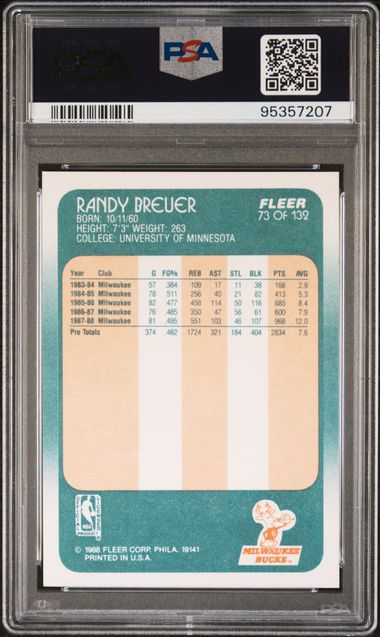 PSA
95357207
RANDY BREUER
BORN: 10/11/60
HEIGHT: 7'3" WEIGHT: 263
COLLEGE: UNIVERSITY OF MINNESOTA
FLEER
73 OF 132
Year Club G FG% REB AST STL BLK PTS AVG
1983-84 Milwaukee 57 384 109 17 11 38 168 2.9
1984-85 Milwaukee 78 511 256 40 21 82 413 5.3
1985-86 Milwaukee 82 477 458 114 50 116 685 8.4
1986-87 Milwaukee 76 485 350 47 56 61 600 7.9
1987-88 Milwaukee 81 495 551 103 46 107 968 12.0
Pro Totals 374 482 1724 321 184 404 2834 7.6
NBA
PRODUCT
© 1988 FLEER CORP. PHILA. 19141
PRINTED IN U.S.A.
MILWAUKEE
BUCKS